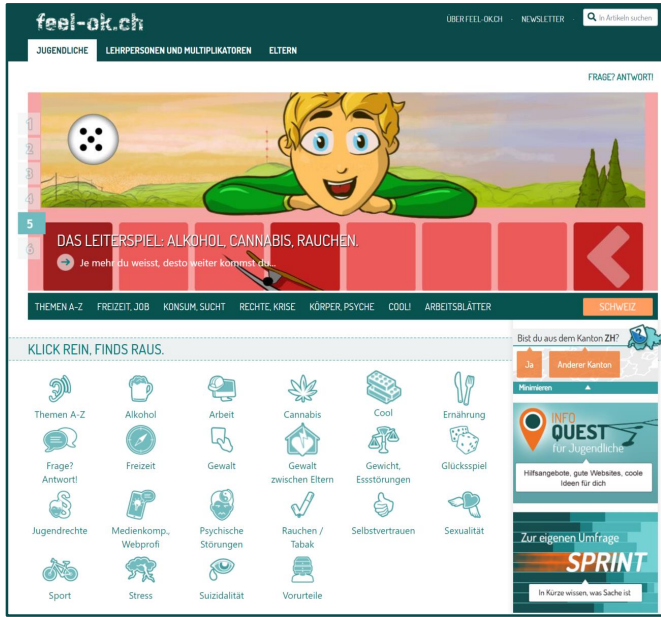 feel-ok.ch
ÜBER FEEL-OK.CH - NEWSLETTER -
In Artikeln suchen
JUGENDLICHE LEHRPERSONEN UND MULTIPLIKATOREN ELTERN
FRAGE? ANTWORT!
1
2
3
4
5
6
DAS LEITERSPIEL: ALKOHOL, CANNABIS, RAUCHEN.
Je mehr du weisst, desto weiter kommst du...
THEMEN A-Z FREIZEIT, JOB KONSUM, SUCHT RECHTE, KRISE KÖRPER, PSYCHE COOL! ARBEITSBLÄTTER SCHWEIZ
KLICK REIN, FINDS RAUS.
Themen A-Z Alkohol Arbeit Cannabis Cool Ernährung
Frage? Freizeit Gewalt Gewalt Gewicht, Glücksspiel
Antwort! zwischen Eltern Essstörungen
Jugendrechte Medienkomp., Psychische Rauchen / Selbstvertrauen Sexualität
Webprofi Störungen Tabak
Sport Stress Suizidalität Vorurteile
Bist du aus dem Kanton ZH?
Ja Anderer Kanton
Minimieren
INFO
QUEST
für Jugendliche
Hilfsangebote, gute Websites, coole
Ideen für dich
Zur eigenen Umfrage
SPRINT
In Kürze wissen, was Sache ist